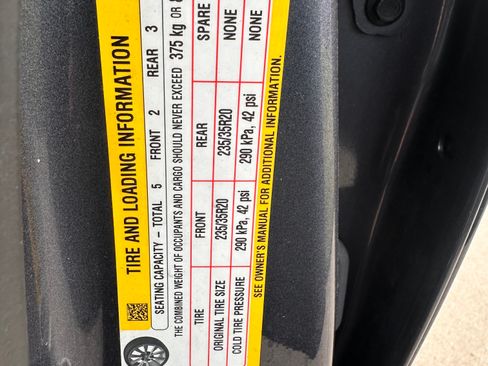 TIRE AND LOADING INFORMATION
SEATING CAPACITY – TOTAL 5 FRONT 2 REAR 3
THE COMBINED WEIGHT OF OCCUPANTS AND CARGO SHOULD NEVER EXCEED 375 kg OR
TIRE FRONT REAR SPARE
ORIGINAL TIRE SIZE 235/35R20 235/35R20 NONE
COLD TIRE PRESSURE 290 kPa, 42 psi 290 kPa, 42 psi NONE
SEE OWNER'S MANUAL FOR ADDITIONAL INFORMATION.